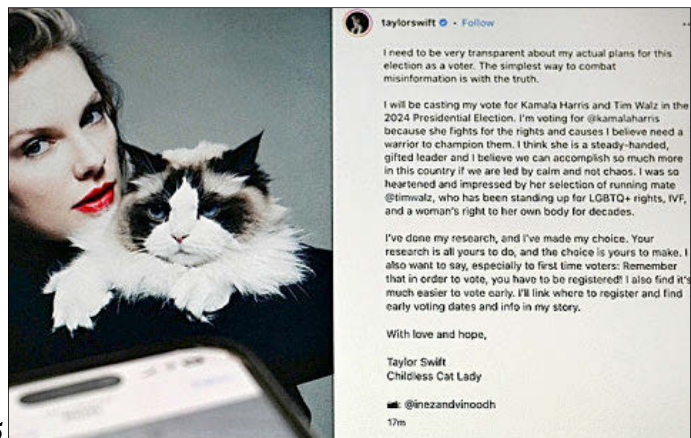 taylorswift • Follow
I need to be very transparent about my actual plans for this
election as a voter. The simplest way to combat
misinformation is with the truth.
I will be casting my vote for Kamala Harris and Tim Walz in the
2024 Presidential Election. I'm voting for @kamalaharris
because she fights for the rights and causes I believe need a
warrior to champion them. I think she is a steady-handed,
gifted leader and I believe we can accomplish so much more
in this country if we are led by calm and not chaos. I was so
heartened and impressed by her selection of running mate
@timwalz, who has been standing up for LGBTQ+ rights, IVF,
and a woman's right to her own body for decades.
I've done my research, and I've made my choice. Your
research is all yours to do, and the choice is yours to make. I
also want to say, especially to first time voters: Remember
that in order to vote, you have to be registered! I also find it's
much easier to vote early. I'll link where to register and find
early voting dates and info in my story.
With love and hope,
Taylor Swift
Childless Cat Lady
📷: @inezandvinoodh
17m